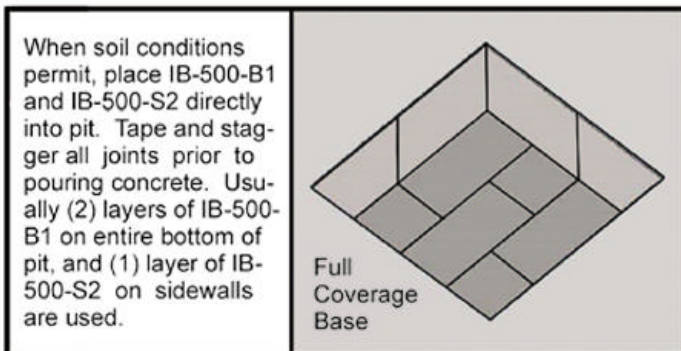 When soil conditions
permit, place IB-500-B1
and IB-500-S2 directly
into pit. Tape and stag-
ger all joints prior to
pouring concrete. Usu-
ally (2) layers of IB-500-
B1 on entire bottom of
pit, and (1) layer of IB-
500-S2 on sidewalls
are used.
Full
Coverage
Base